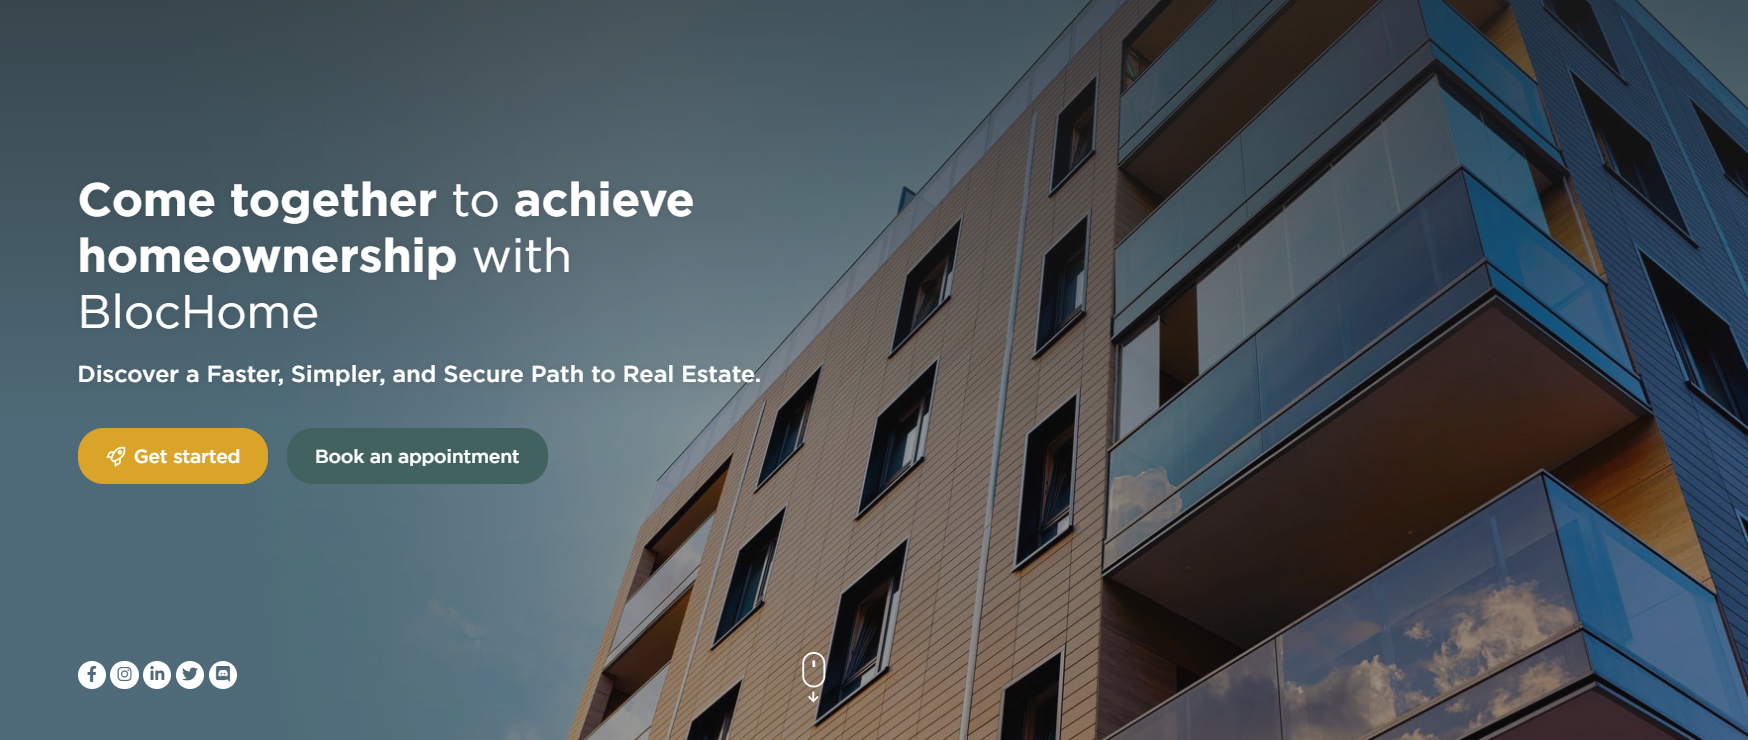 Come together to achieve
homeownership with
BlocHome
Discover a Faster, Simpler, and Secure Path to Real Estate.
Get started
Book an appointment